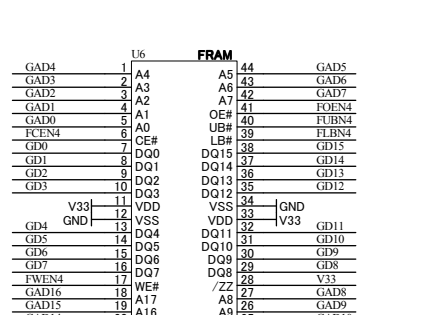 U6 FRAM
GAD4 1 A4 A5 44 GAD5
GAD3 2 A3 A6 43 GAD6
GAD2 3 A2 A7 42 GAD7
GAD1 4 A1 OE# 41 FOEN4
GAD0 5 A0 UB# 40 FUBN4
FCEN4 6 CE# LB# 39 FLBN4
GD0 7 DQ0 DQ15 38 GD15
GD1 8 DQ1 DQ14 37 GD14
GD2 9 DQ2 DQ13 36 GD13
GD3 10 DQ3 DQ12 35 GD12
V33 11 VDD VSS 34 GND
GND 12 VSS VDD 33 V33
GD4 13 DQ4 DQ11 32 GD11
GD5 14 DQ5 DQ10 31 GD10
GD6 15 DQ6 DQ9 30 GD9
GD7 16 DQ7 DQ8 29 GD8
FWEN4 17 WE# /ZZ 28 V33
GAD16 18 A17 A8 27 GAD8
GAD15 19 A16 A9 26 GAD9